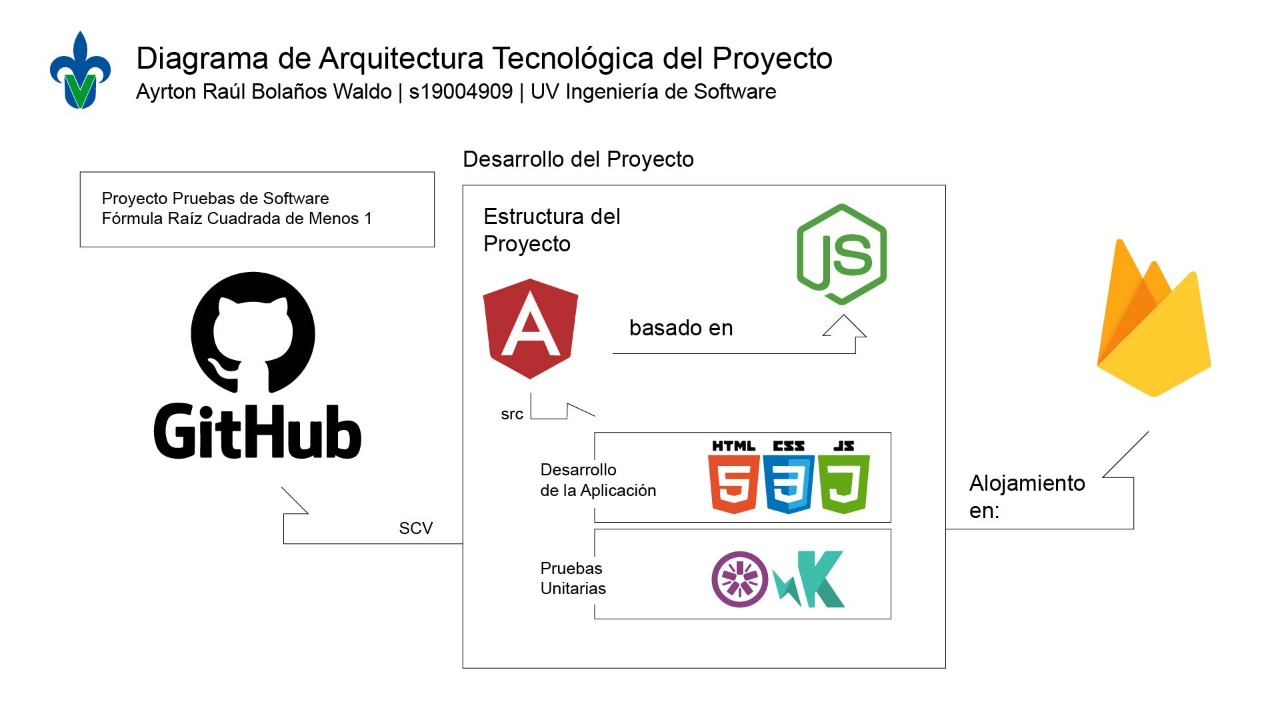 Diagrama de Arquitectura Tecnológica del Proyecto
Ayrton Raúl Bolaños Waldo | s19004909 | UV Ingeniería de Software
Desarrollo del Proyecto
Proyecto Pruebas de Software
Fórmula Raíz Cuadrada de Menos 1
Estructura del
Proyecto
JS
A
basado en
GitHub
src
HTML CSS JS
5 3 J
Desarrollo
de la Aplicación
Alojamiento
en:
SCV
Pruebas
Unitarias
K